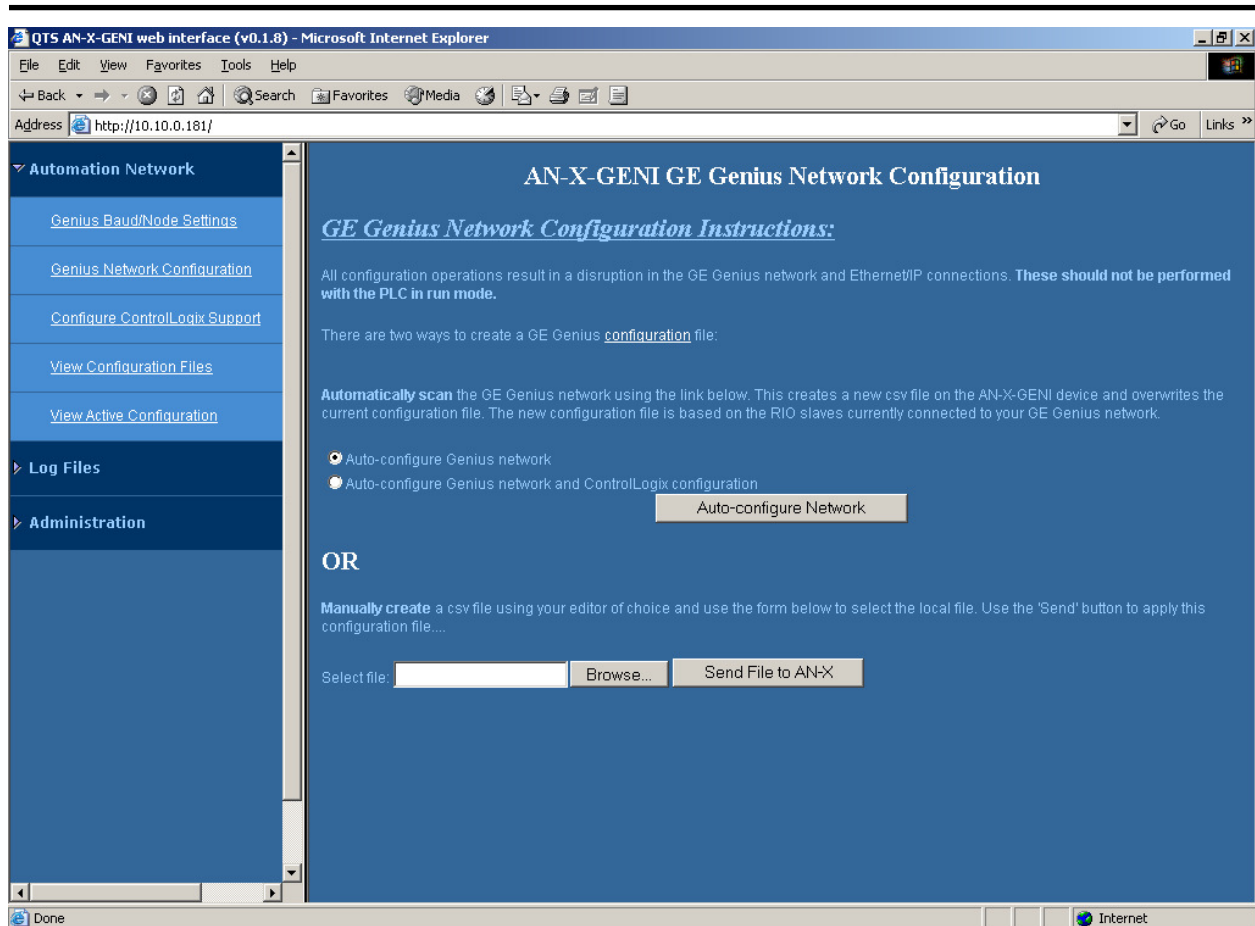 QTS AN-X-GENI web interface (v0.1.8) - Microsoft Internet Explorer
File Edit View Favorites Tools Help
Back Search Favorites Media
Address http://10.10.0.181/ Go Links »
Automation Network
Genius Baud/Node Settings
Genius Network Configuration
Configure ControlLogix Support
View Configuration Files
View Active Configuration
Log Files
Administration
AN-X-GENI GE Genius Network Configuration
GE Genius Network Configuration Instructions:
All configuration operations result in a disruption in the GE Genius network and Ethernet/IP connections. These should not be performed
with the PLC in run mode.
There are two ways to create a GE Genius configuration file:
Automatically scan the GE Genius network using the link below. This creates a new csv file on the AN-X-GENI device and overwrites the
current configuration file. The new configuration file is based on the RIO slaves currently connected to your GE Genius network.
Auto-configure Genius network
Auto-configure Genius network and ControlLogix configuration
Auto-configure Network
OR
Manually create a csv file using your editor of choice and use the form below to select the local file. Use the 'Send' button to apply this
configuration file....
Select file: Browse... Send File to AN-X
Done Internet